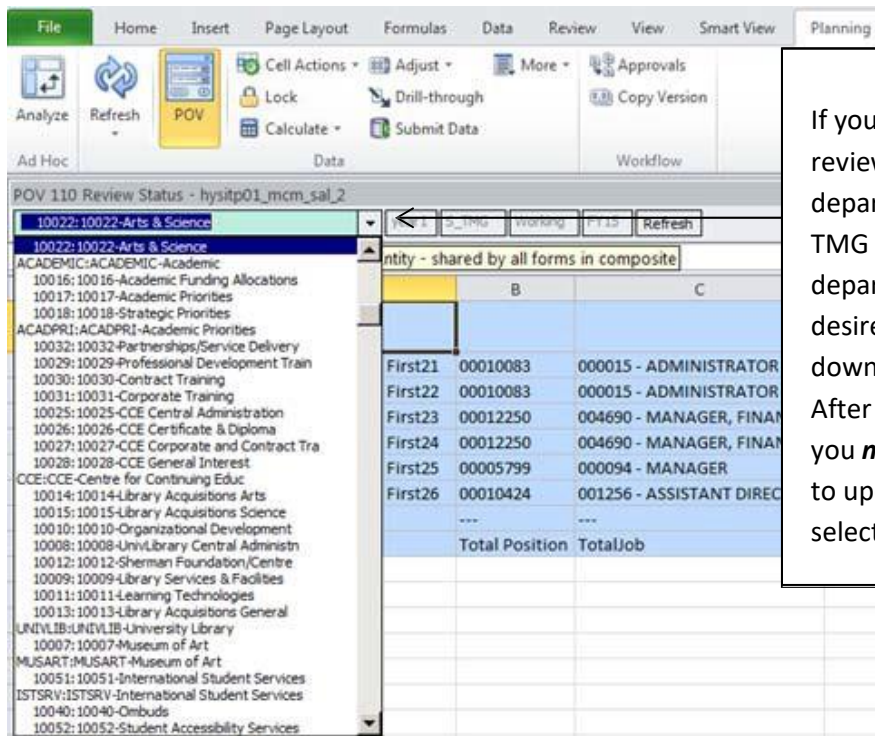 File Home Insert Page Layout Formulas Data Review View Smart View Planning
Analyze
Refresh
POV
Cell Actions
Lock
Calculate
Adjust
Drill-through
Submit Data
More
Approvals
Copy Version
Ad Hoc
Data
Workflow
POV 110 Review Status - hysitp01_mcm_sal_2
10022:10022-Arts & Science
S_TMG Working FY15 Refresh
10022:10022-Arts & Science
ACADEMIC:ACADEMIC-Academic
10016:10016-Academic Funding Allocations
10017:10017-Academic Priorities
10018:10018-Strategic Priorities
ACADPRI:ACADPRI-Academic Priorities
10032:10032-Partnerships/Service Delivery
10029:10029-Professional Development Train
10030:10030-Contract Training
10031:10031-Corporate Training
10025:10025-CCE Central Administration
10026:10026-CCE Certificate & Diploma
10027:10027-CCE Corporate and Contract Tra
10028:10028-CCE General Interest
CCE:CCE-Centre for Continuing Educ
10014:10014-Library Acquisitions Arts
10015:10015-Library Acquisitions Science
10010:10010-Organizational Development
10008:10008-UnivLibrary Central Administn
10012:10012-Sherman Foundation/Centre
10009:10009-Library Services & Facilities
10011:10011-Learning Technologies
10013:10013-Library Acquisitions General
UNIVLIB:UNIVLIB-University Library
10007:10007-Museum of Art
MUSART:MUSART-Museum of Art
10051:10051-International Student Services
ISTSRV:ISTSRV-International Student Services
10040:10040-Ombuds
10052:10052-Student Accessibility Services
ntity - shared by all forms in composite
B C
First21 00010083 000015 - ADMINISTRATOR
First22 00010083 000015 - ADMINISTRATOR
First23 00012250 004690 - MANAGER, FINAN
First24 00012250 004690 - MANAGER, FINAN
First25 00005799 000094 - MANAGER
First26 00010424 001256 - ASSISTANT DIREC
--- ---
Total Position TotalJob
If you
review
depar
TMG
depar
desire
down
After
you n
to up
select